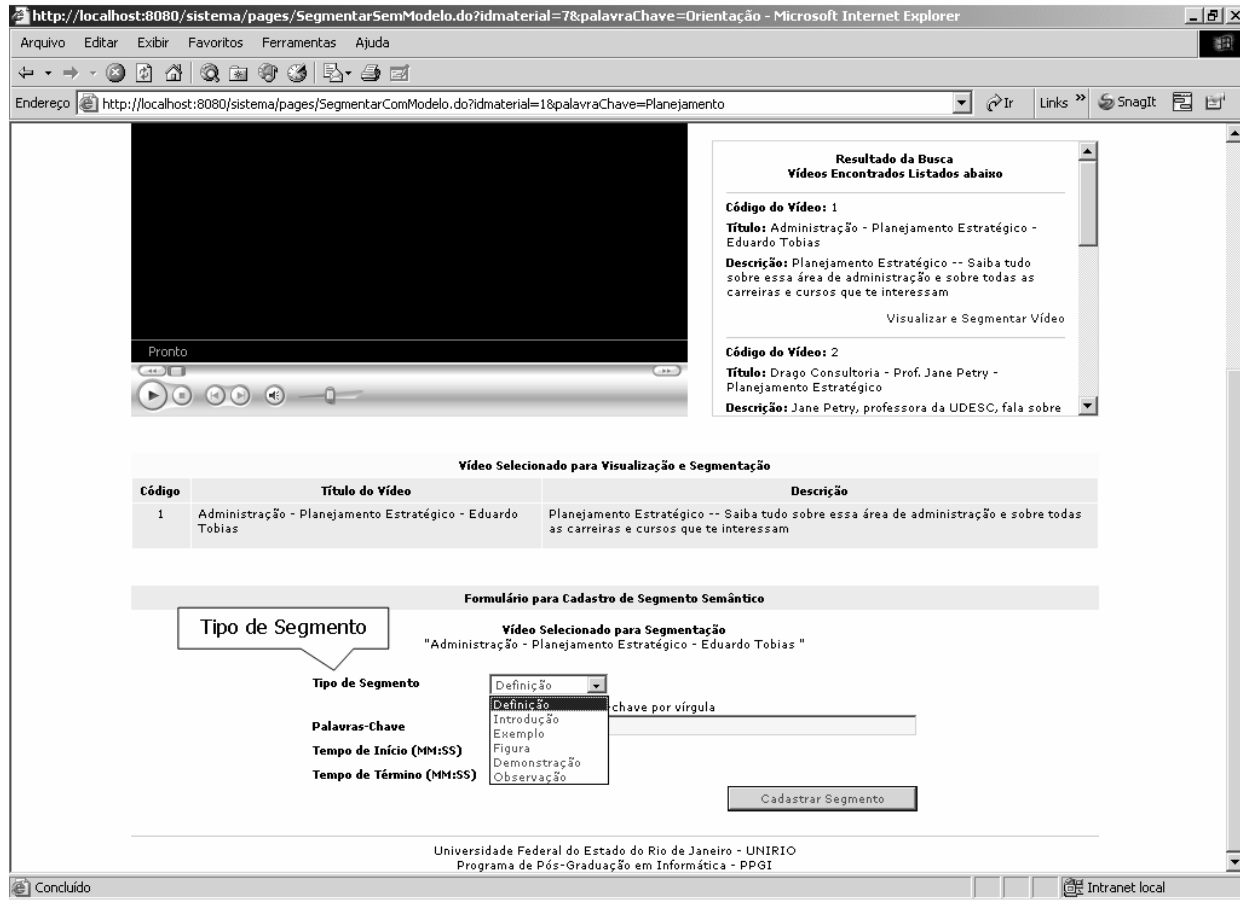 http://localhost:8080/sistema/pages/SegmentarSemModelo.do?idmaterial=7&palavraChave=Orientação - Microsoft Internet Explorer
Arquivo Editar Exibir Favoritos Ferramentas Ajuda
Endereço http://localhost:8080/sistema/pages/SegmentarComModelo.do?idmaterial=1&palavraChave=Planejamento Ir Links » SnagIt
Pronto
Resultado da Busca
Vídeos Encontrados Listados abaixo
Código do Vídeo: 1
Título: Administração - Planejamento Estratégico -
Eduardo Tobias
Descrição: Planejamento Estratégico -- Saiba tudo
sobre essa área de administração e sobre todas as
carreiras e cursos que te interessam
Visualizar e Segmentar Vídeo
Código do Vídeo: 2
Título: Drago Consultoria - Prof. Jane Petry -
Planejamento Estratégico
Descrição: Jane Petry, professora da UDESC, fala sobre
Vídeo Selecionado para Visualização e Segmentação
Código Título do Vídeo Descrição
1 Administração - Planejamento Estratégico - Eduardo Planejamento Estratégico -- Saiba tudo sobre essa área de administração e sobre todas
Tobias as carreiras e cursos que te interessam
Formulário para Cadastro de Segmento Semântico
Tipo de Segmento
Vídeo Selecionado para Segmentação
"Administração - Planejamento Estratégico - Eduardo Tobias "
Tipo de Segmento Definição
Definição -chave por vírgula
Introdução
Palavras-Chave
Exemplo
Tempo de Início (MM:SS) Figura
Demonstração
Tempo de Término (MM:SS) Observação
Cadastrar Segmento
Universidade Federal do Estado do Rio de Janeiro - UNIRIO
Programa de Pós-Graduação em Informática - PPGI
Concluído Intranet local